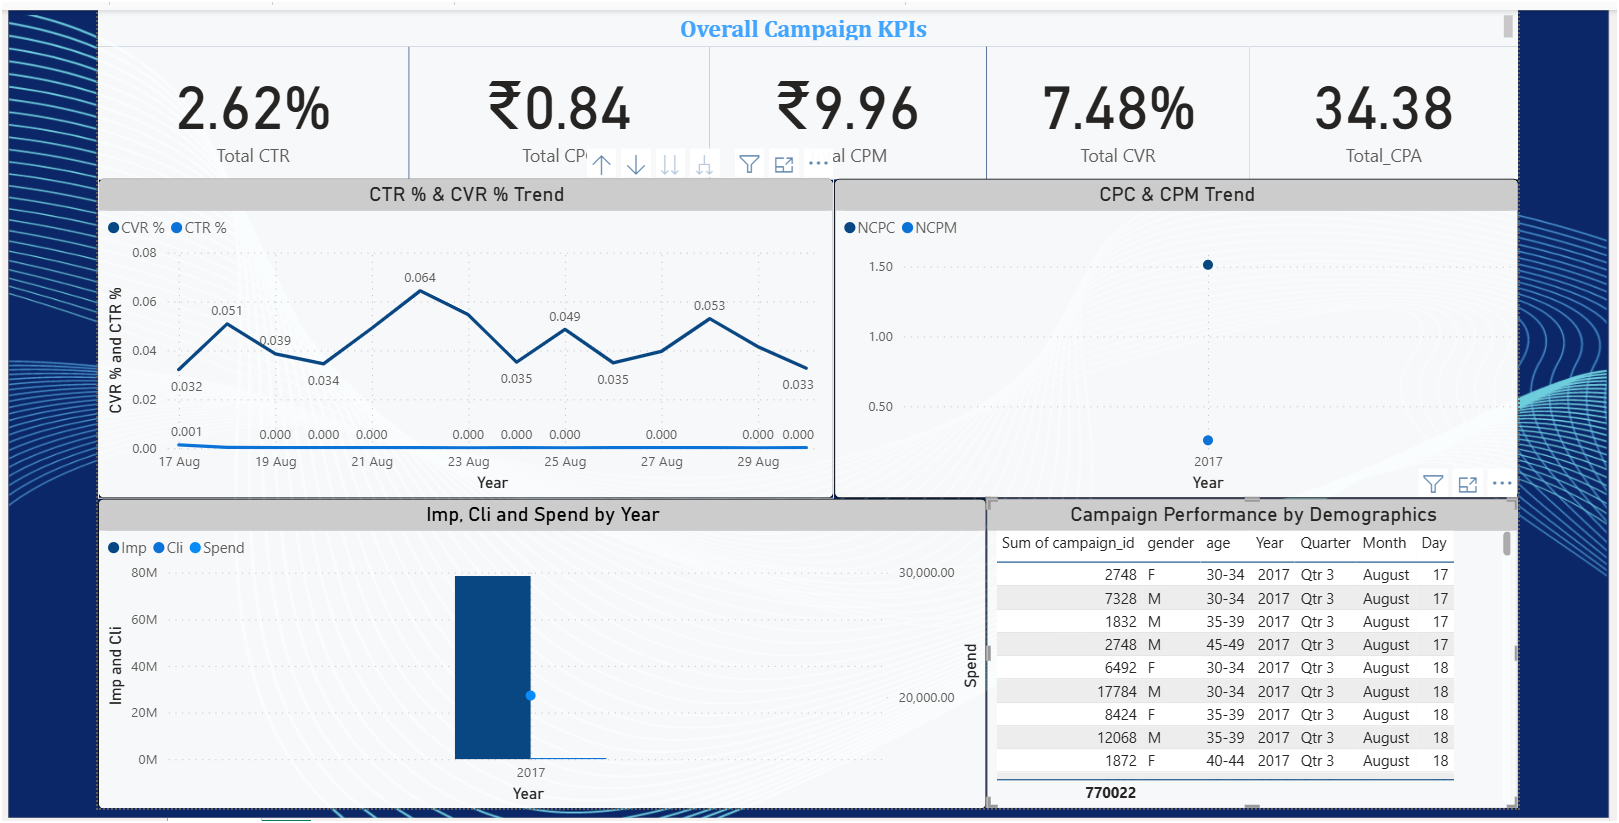 Overall Campaign KPIs
2.62%
Total CTR
₹0.84
Total CP
₹9.96
al CPM
7.48%
Total CVR
34.38
Total_CPA
CTR % & CVR % Trend
CVR % CTR %
CVR % and CTR %
0.08
0.06
0.04
0.02
0.00
0.032
0.051
0.039
0.034
0.064
0.035
0.049
0.035
0.053
0.033
0.001
0.000
0.000
0.000
0.000
0.000
0.000
0.000
0.000
0.000
17 Aug
19 Aug
21 Aug
23 Aug
25 Aug
27 Aug
29 Aug
Year
CPC & CPM Trend
NCPC NCPM
1.50
1.00
0.50
2017
Year
Imp, Cli and Spend by Year
Imp Cli Spend
Imp and Cli
80M
60M
40M
20M
0M
30,000.00
20,000.00
Spend
2017
Year
Campaign Performance by Demographics
Sum of campaign_id gender age Year Quarter Month Day
2748 F 30-34 2017 Qtr 3 August 17
7328 M 30-34 2017 Qtr 3 August 17
1832 M 35-39 2017 Qtr 3 August 17
2748 M 45-49 2017 Qtr 3 August 17
6492 F 30-34 2017 Qtr 3 August 18
17784 M 30-34 2017 Qtr 3 August 18
8424 F 35-39 2017 Qtr 3 August 18
12068 M 35-39 2017 Qtr 3 August 18
1872 F 40-44 2017 Qtr 3 August 18
770022